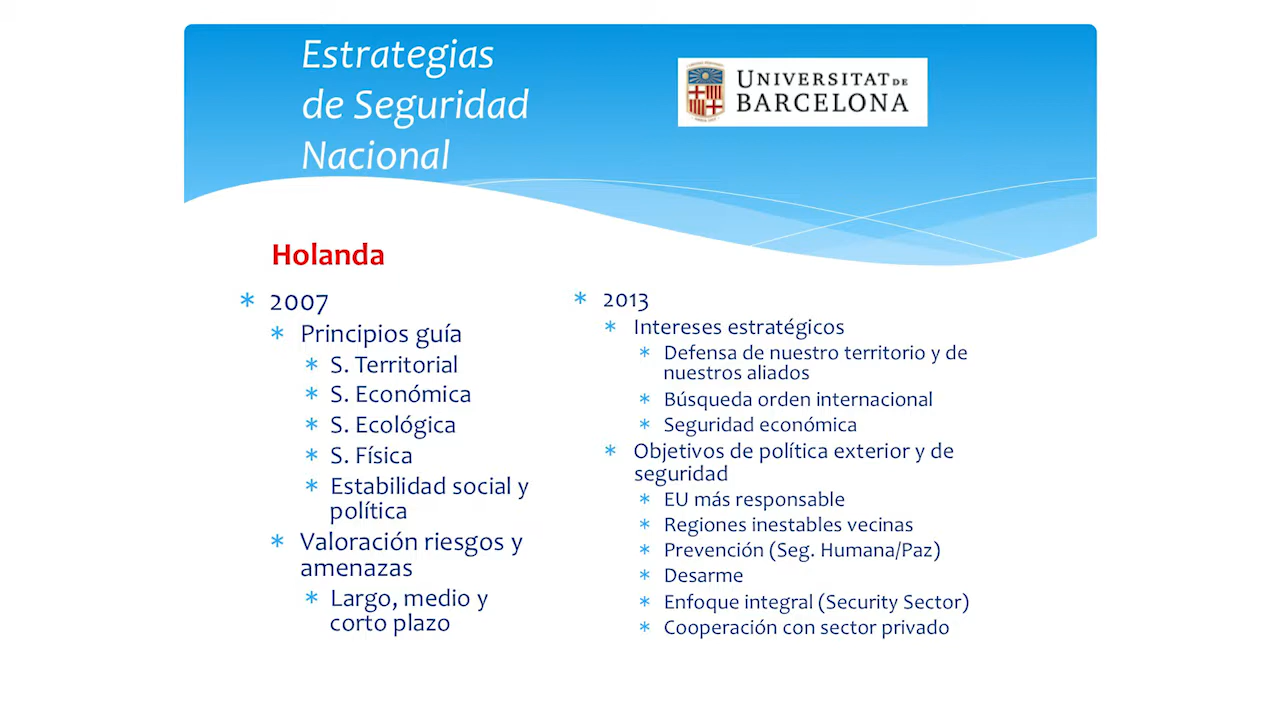 Estrategias
de Seguridad
Nacional
UNIVERSITAT DE
BARCELONA
Holanda
* 2007
* Principios guía
* S. Territorial
* S. Económica
* S. Ecológica
* S. Física
* Estabilidad social y
política
* Valoración riesgos y
amenazas
* Largo, medio y
corto plazo
* 2013
* Intereses estratégicos
* Defensa de nuestro territorio y de
nuestros aliados
* Búsqueda orden internacional
* Seguridad económica
* Objetivos de política exterior y de
seguridad
* EU más responsable
* Regiones inestables vecinas
* Prevención (Seg. Humana/Paz)
* Desarme
* Enfoque integral (Security Sector)
* Cooperación con sector privado